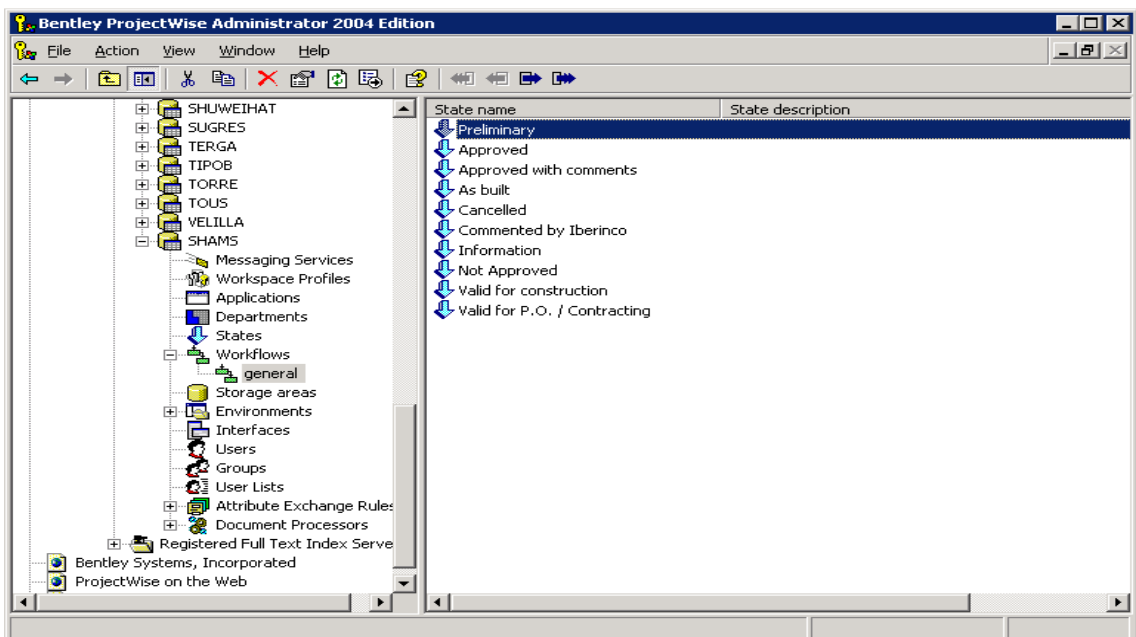 Bentley ProjectWise Administrator 2004 Edition
File Action View Window Help
SHUWEIHAT
SUGRES
TERGA
TIPOB
TORRE
TOUS
VELILLA
SHAMS
Messaging Services
Workspace Profiles
Applications
Departments
States
Workflows
general
Storage areas
Environments
Interfaces
Users
Groups
User Lists
Attribute Exchange Rules
Document Processors
Registered Full Text Index Serve
Bentley Systems, Incorporated
ProjectWise on the Web
State name State description
Preliminary
Approved
Approved with comments
As built
Cancelled
Commented by Iberinco
Information
Not Approved
Valid for construction
Valid for P.O. / Contracting